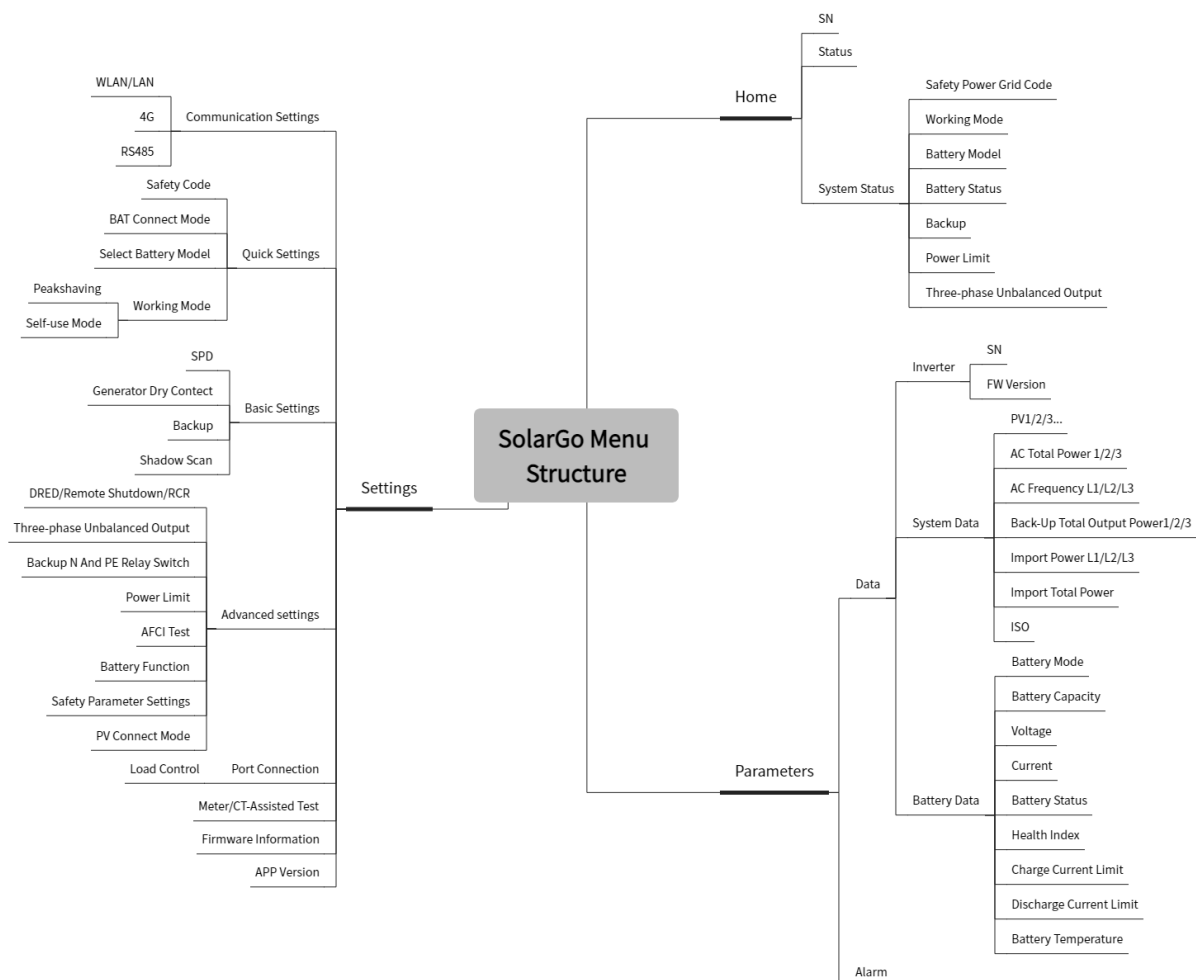 SolarGo Menu
Structure
Home
SN
Status
System Status
Safety Power Grid Code
Working Mode
Battery Model
Battery Status
Backup
Power Limit
Three-phase Unbalanced Output
Parameters
Data
Inverter
SN
FW Version
System Data
PV1/2/3...
AC Total Power 1/2/3
AC Frequency L1/L2/L3
Back-Up Total Output Power1/2/3
Import Power L1/L2/L3
Import Total Power
ISO
Battery Data
Battery Mode
Battery Capacity
Voltage
Current
Battery Status
Health Index
Charge Current Limit
Discharge Current Limit
Battery Temperature
Alarm
Settings
Communication Settings
WLAN/LAN
4G
RS485
Quick Settings
Safety Code
BAT Connect Mode
Select Battery Model
Working Mode
Peakshaving
Self-use Mode
Basic Settings
SPD
Generator Dry Contect
Backup
Shadow Scan
Advanced settings
DRED/Remote Shutdown/RCR
Three-phase Unbalanced Output
Backup N And PE Relay Switch
Power Limit
AFCI Test
Battery Function
Safety Parameter Settings
PV Connect Mode
Port Connection
Load Control
Meter/CT-Assisted Test
Firmware Information
APP Version